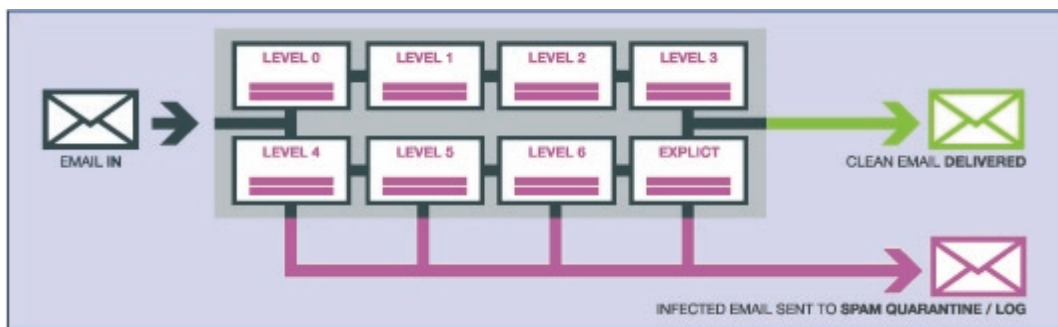 LEVEL 0
LEVEL 1
LEVEL 2
LEVEL 3
EMAIL IN
CLEAN EMAIL DELIVERED
LEVEL 4
LEVEL 5
LEVEL 6
EXPLICT
INFECTED EMAIL SENT TO SPAM QUARANTINE / LOG